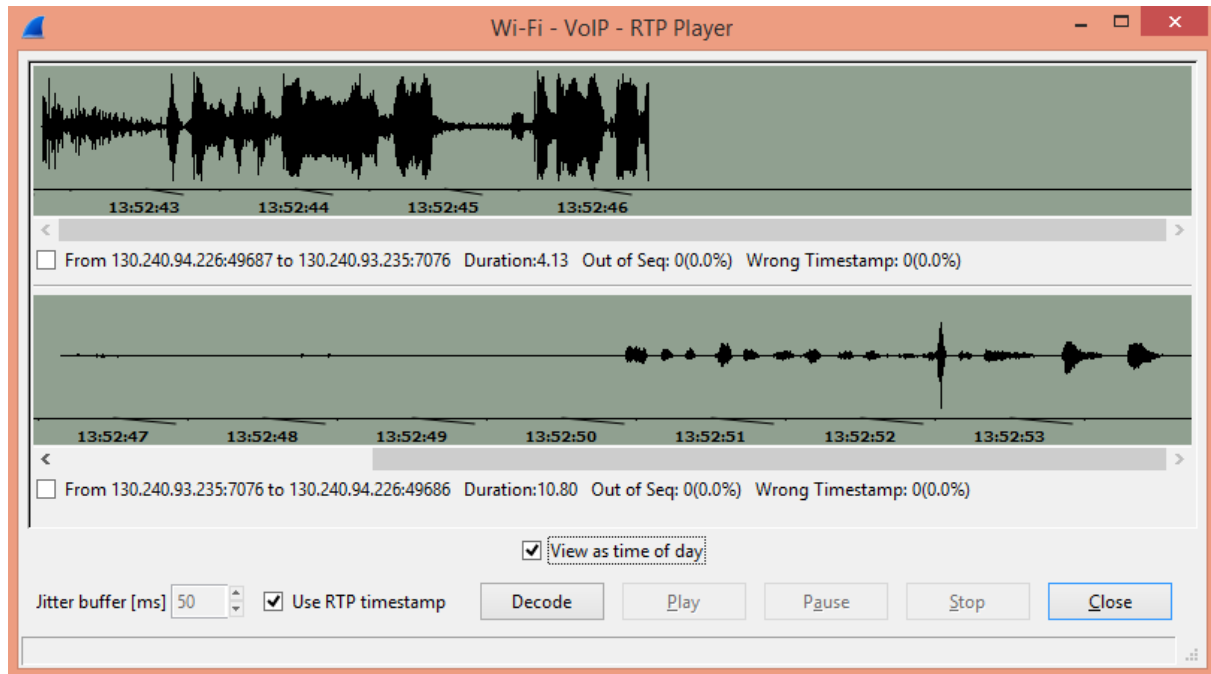 Wi-Fi - VoIP - RTP Player
13:52:43 13:52:44 13:52:45 13:52:46
From 130.240.94.226:49687 to 130.240.93.235:7076 Duration:4.13 Out of Seq: 0(0.0%) Wrong Timestamp: 0(0.0%)
13:52:47 13:52:48 13:52:49 13:52:50 13:52:51 13:52:52 13:52:53
From 130.240.93.235:7076 to 130.240.94.226:49686 Duration:10.80 Out of Seq: 0(0.0%) Wrong Timestamp: 0(0.0%)
View as time of day
Jitter buffer [ms] 50 Use RTP timestamp Decode Play Pause Stop Close